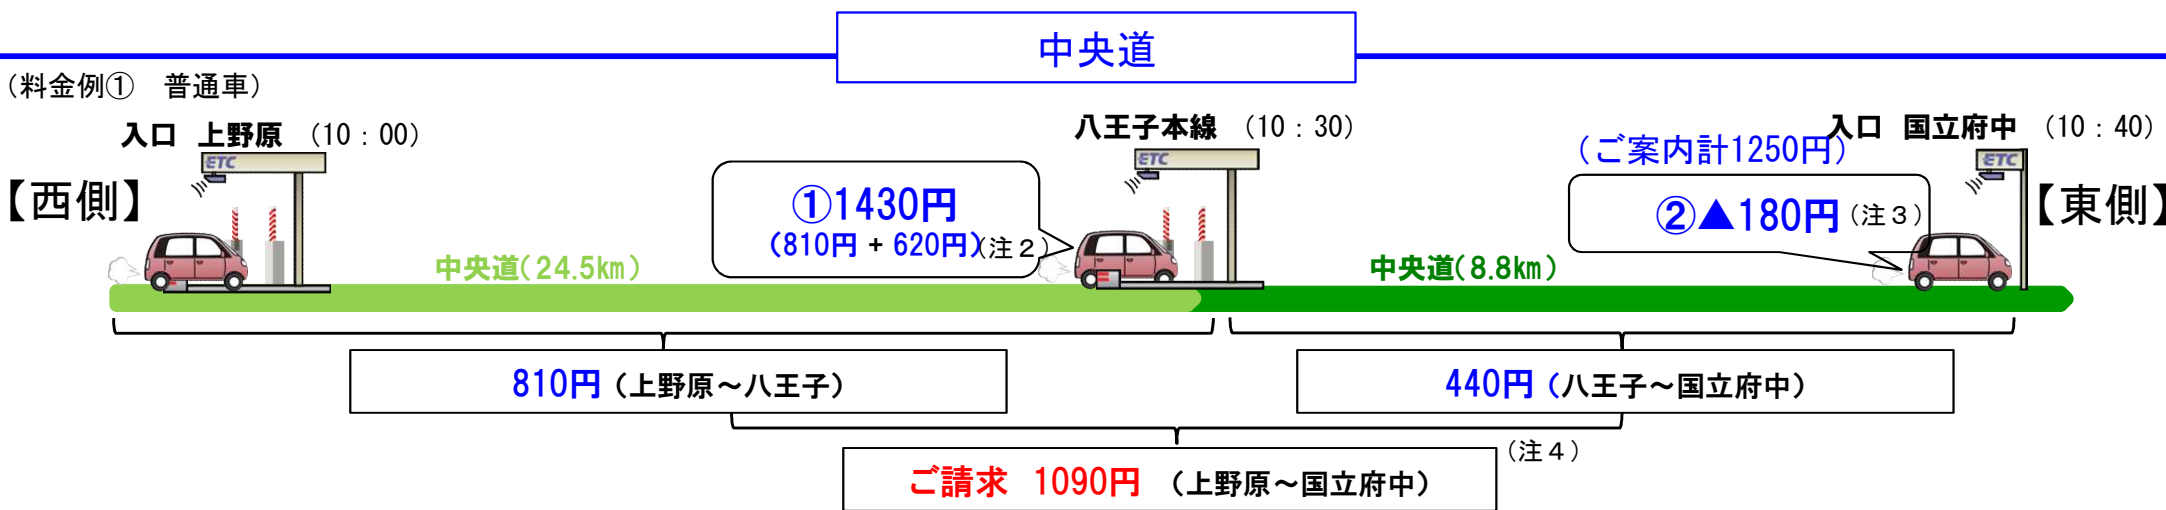 中央道
（料金例①　普通車）
入口 上野原 （10：00）
八王子本線 （10：30）
入口 国立府中 （10：40）
ETC
ETC
ETC
（ご案内計1250円）
【西側】
①1430円
（810円 + 620円）（注２）
②▲180円（注３）
【東側】
中央道（24.5km）
中央道（8.8km）
810円（上野原～八王子）
440円（八王子～国立府中）
ご請求 1090円 （上野原～国立府中）
（注４）